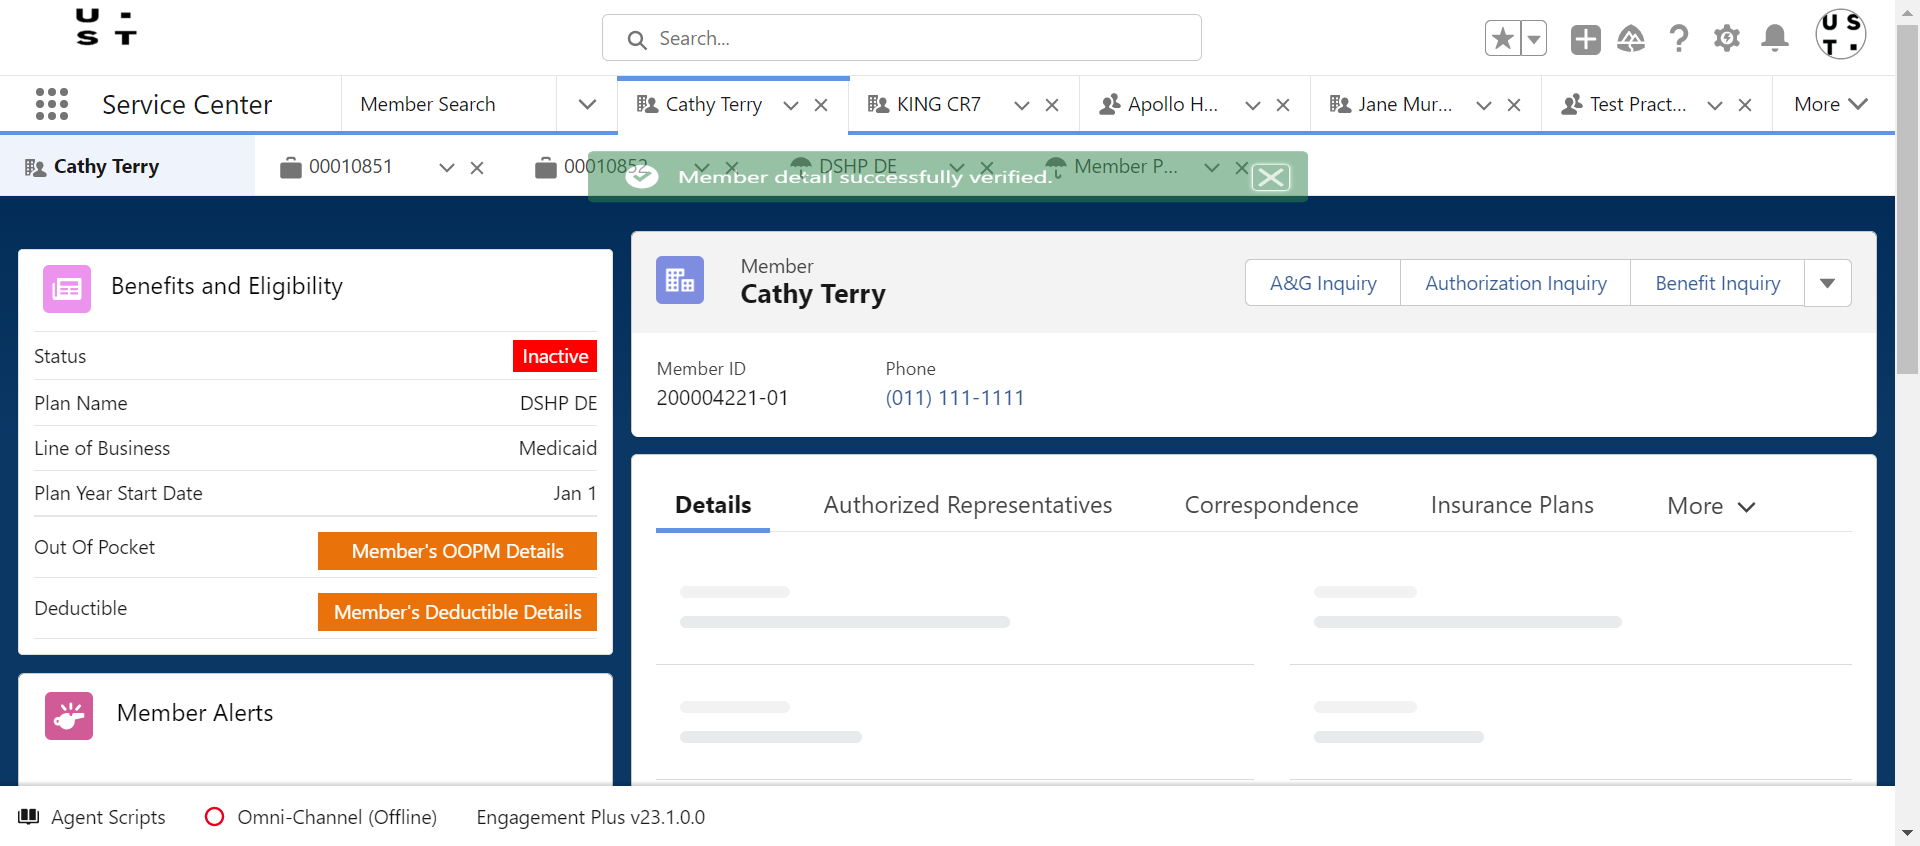 U -
S T
Search...
U S
T .
Service Center
Member Search
Cathy Terry
KING CR7
Apollo H...
Jane Mur...
Test Pract...
More
Cathy Terry
00010851
00010852
DSHP DE
Member P...
Member detail successfully verified.
Benefits and Eligibility
Status
Inactive
Plan Name
DSHP DE
Line of Business
Medicaid
Plan Year Start Date
Jan 1
Out Of Pocket
Member's OOPM Details
Deductible
Member's Deductible Details
Member Alerts
Member
Cathy Terry
A&G Inquiry
Authorization Inquiry
Benefit Inquiry
Member ID
Phone
200004221-01
(011) 111-1111
Details
Authorized Representatives
Correspondence
Insurance Plans
More
Agent Scripts
Omni-Channel (Offline)
Engagement Plus v23.1.0.0